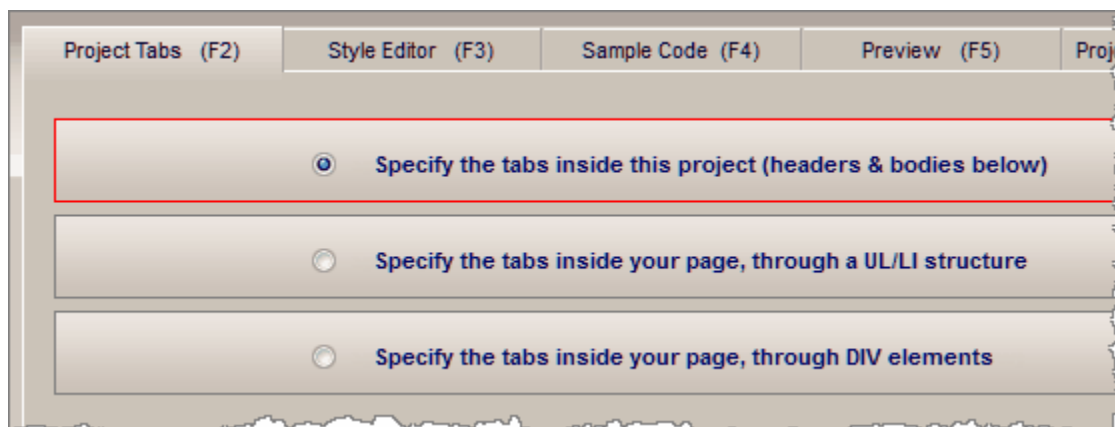 Project Tabs (F2) Style Editor (F3) Sample Code (F4) Preview (F5)
Specify the tabs inside this project (headers & bodies below)
Specify the tabs inside your page, through a UL/LI structure
Specify the tabs inside your page, through DIV elements